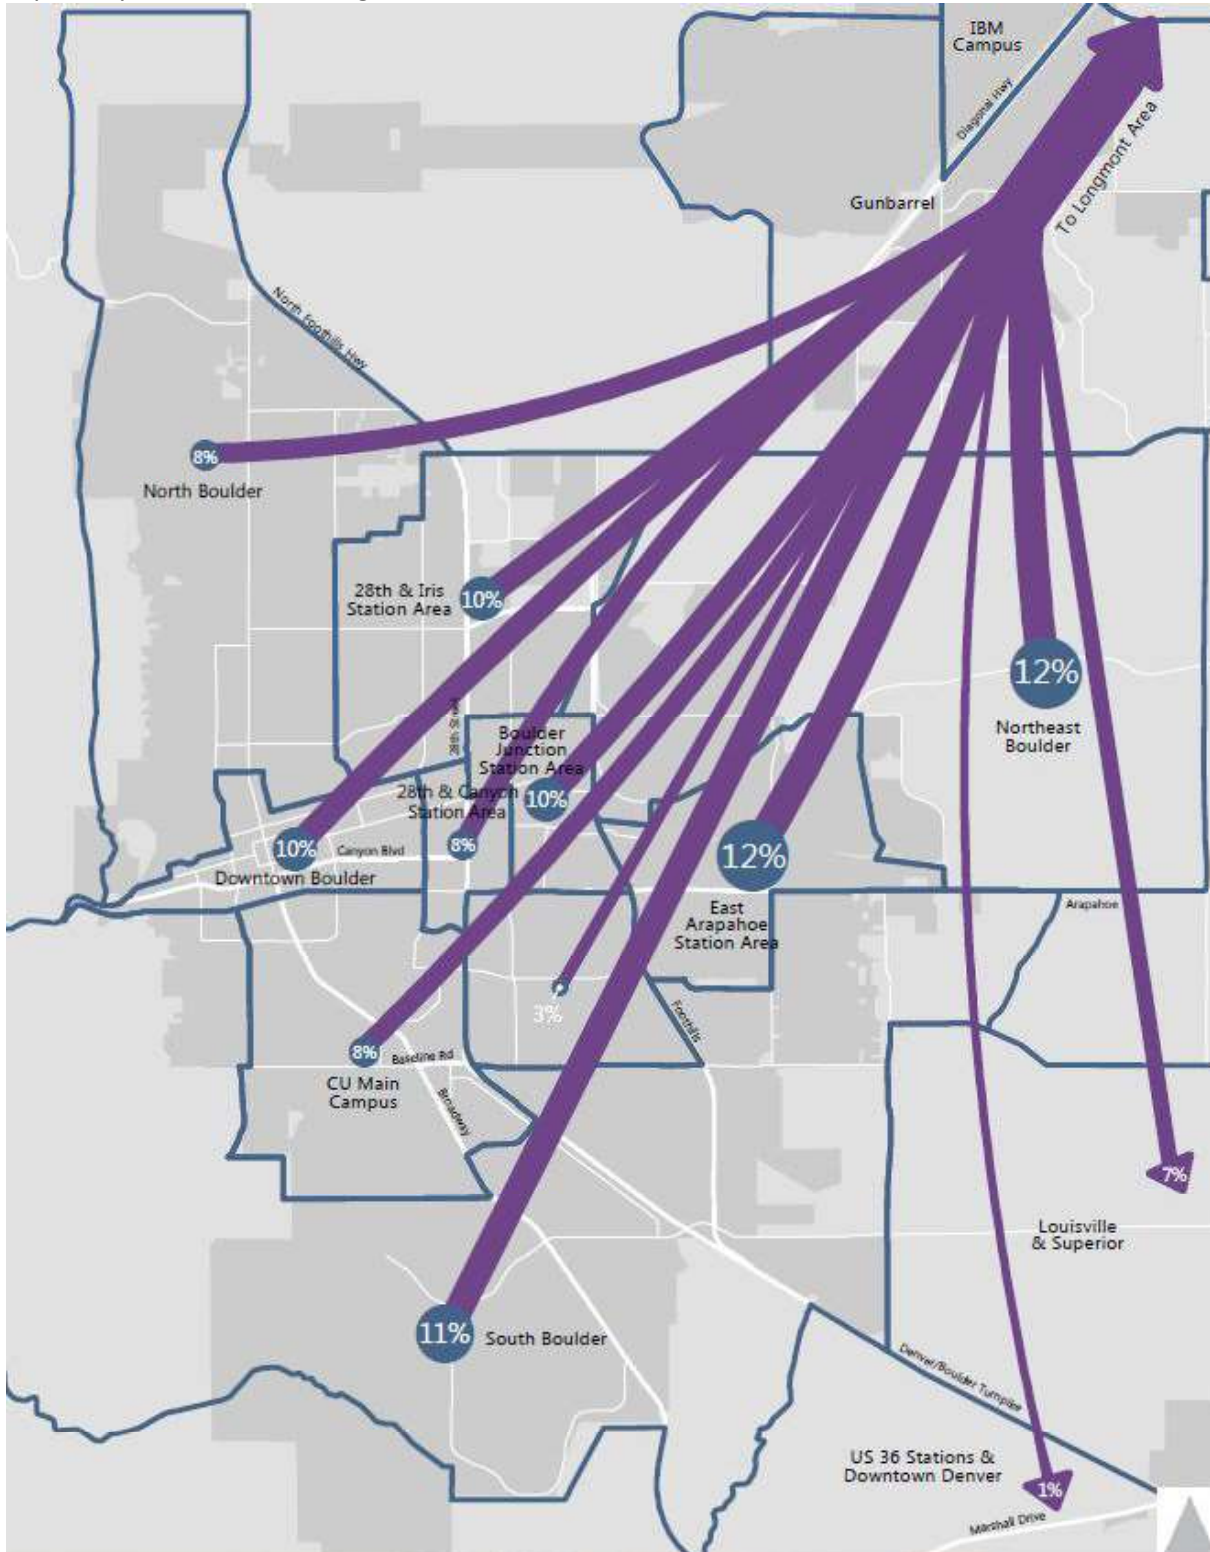 IBM
Campus
Diagonal Hwy
To Longmont Area
Gunbarrel
North Foothills Hwy
8%
North Boulder
28th & Iris
Station Area
10%
12%
Northeast
Boulder
28th Street
Boulder
Junction
Station Area
28th & Canyon
Station Area
10%
10%
Canyon Blvd
8%
12%
Downtown Boulder
East
Arapahoe
Station Area
Arapahoe
3%
Foothills
8%
Baseline Rd
CU Main
Campus
Broadway
7%
Louisville
& Superior
11%
South Boulder
Denver/Boulder Turnpike
US 36 Stations &
Downtown Denver
1%
Marshall Drive